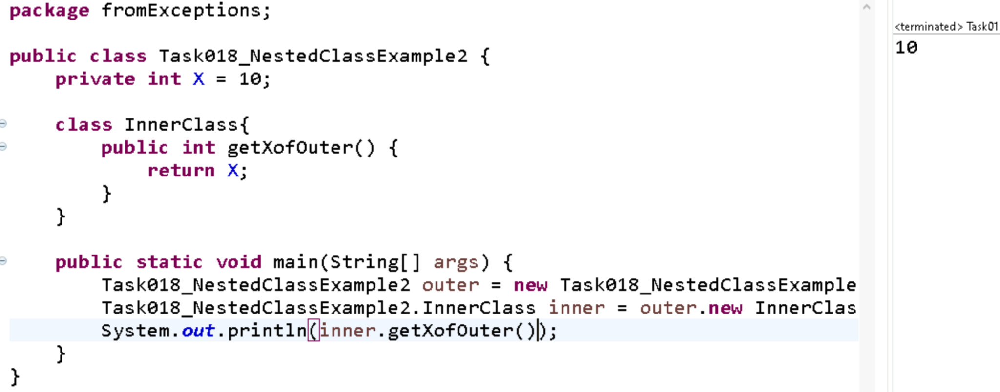 package fromExceptions;
public class Task018_NestedClassExample2 {
private int X = 10;
class InnerClass{
public int getXofOuter() {
return X;
}
}
public static void main(String[] args) {
Task018_NestedClassExample2 outer = new Task018_NestedClassExample
Task018_NestedClassExample2.InnerClass inner = outer.new InnerClas
System.out.println(inner.getXofOuter());
}
}
<terminated> Task01
10